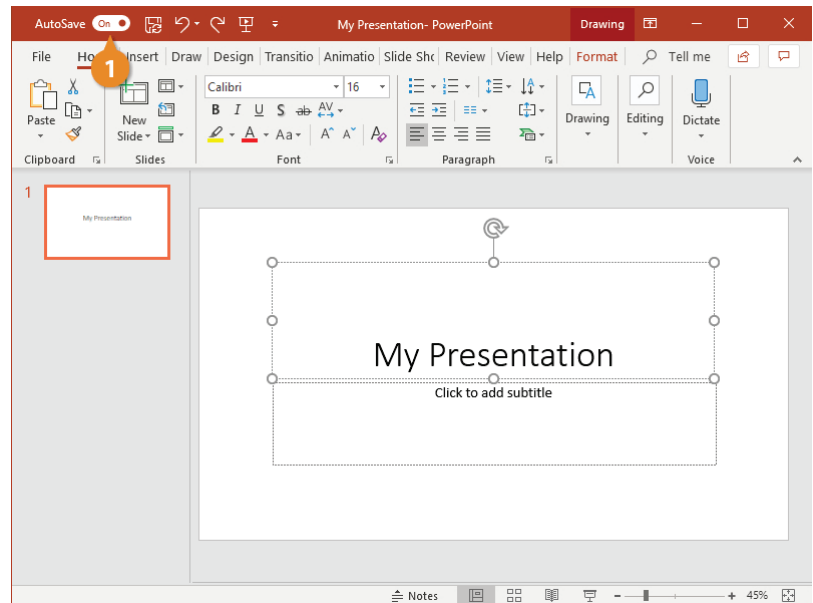 AutoSave On My Presentation- PowerPoint Drawing
File Ho Insert Draw Design Transitio Animatio Slide Sho Review View Help Format Tell me
1
Calibri 16
Paste New Slide B I U S ab AV Drawing Editing Dictate
A Aa A A A
Clipboard Slides Font Paragraph Voice
1
My Presentation
My Presentation
Click to add subtitle
Notes 45%